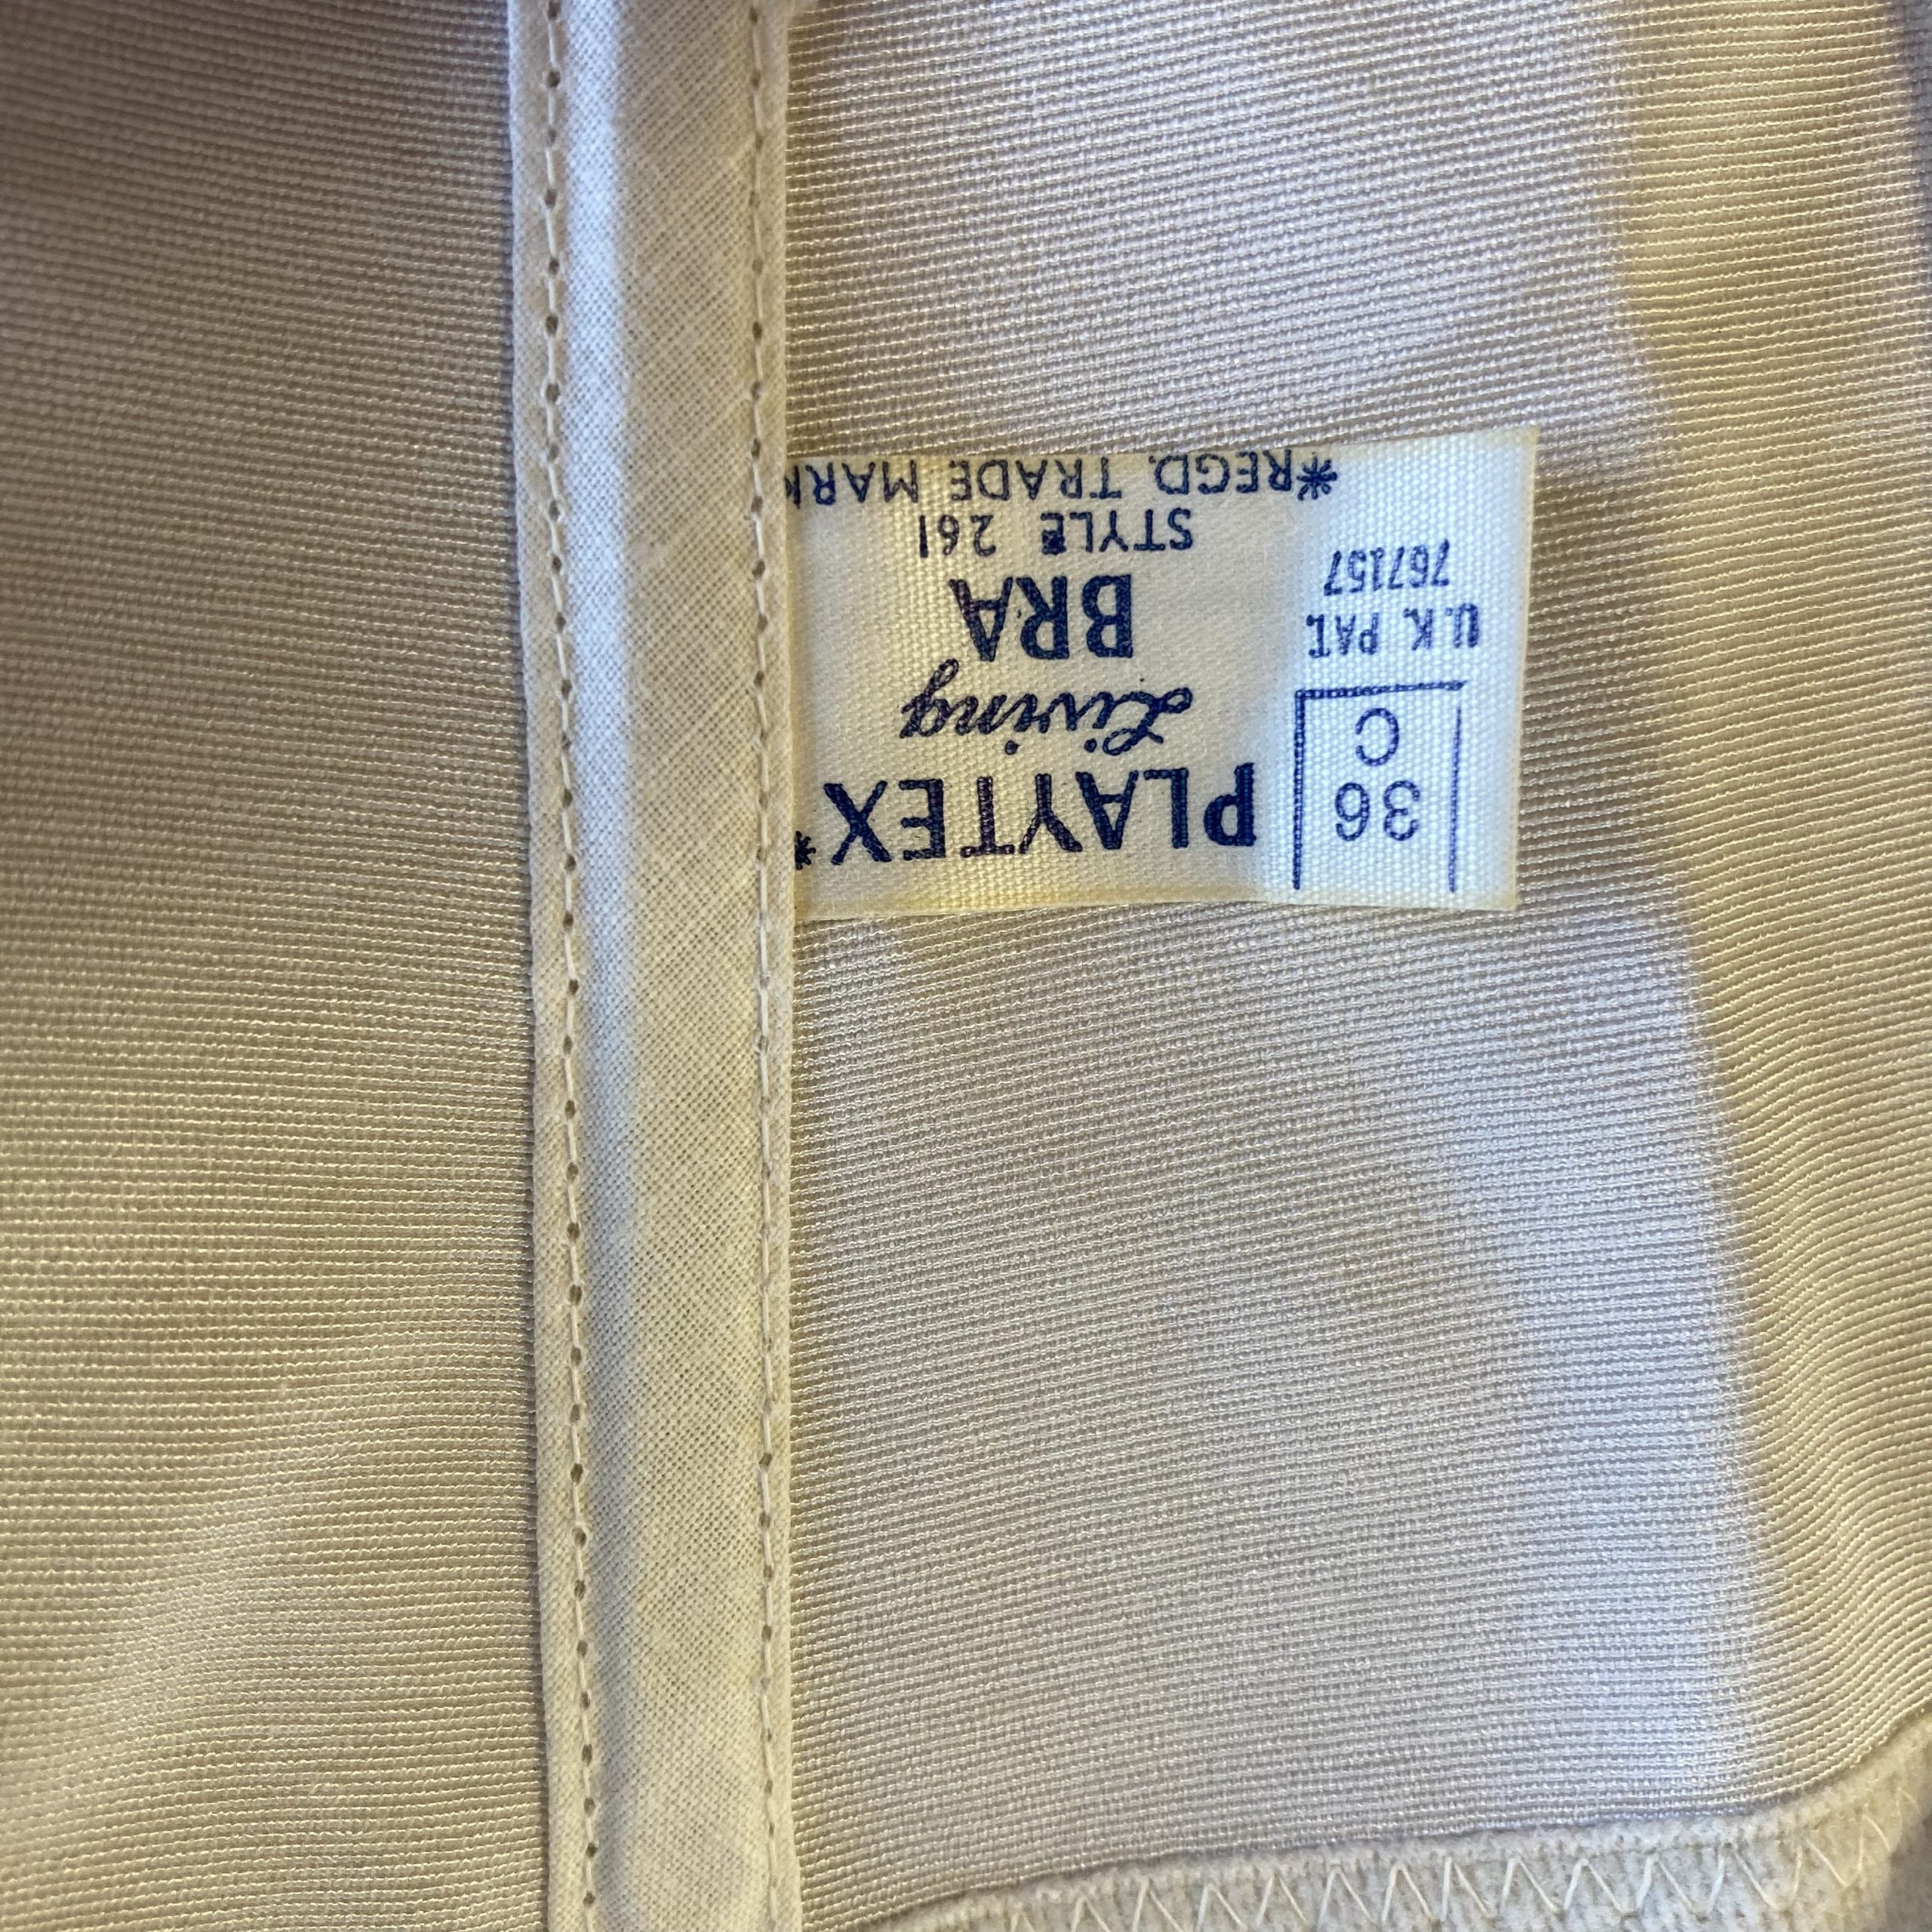 36
C
U.K. PAT.
767157
PLAYTEX*
Living
BRA
STYLE 261
*REGD. TRADE MARK